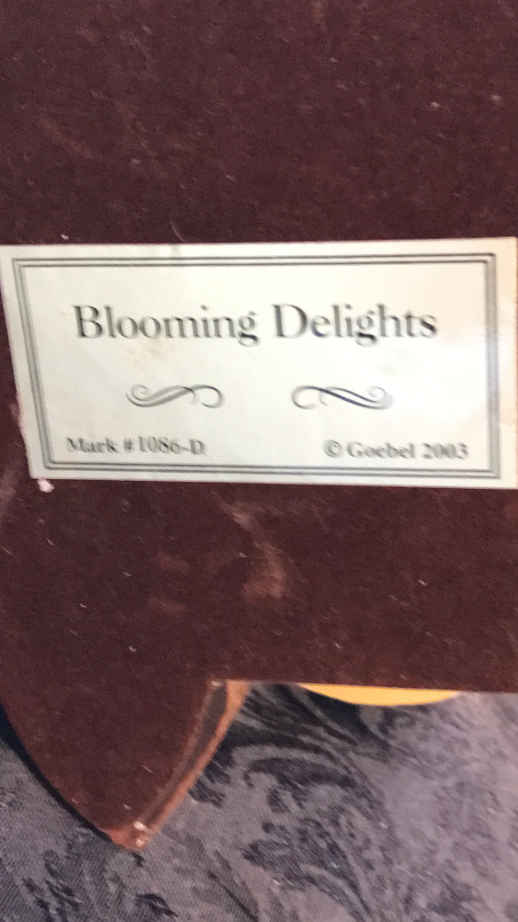 Blooming Delights
Mark #1086-D © Goebel 2003